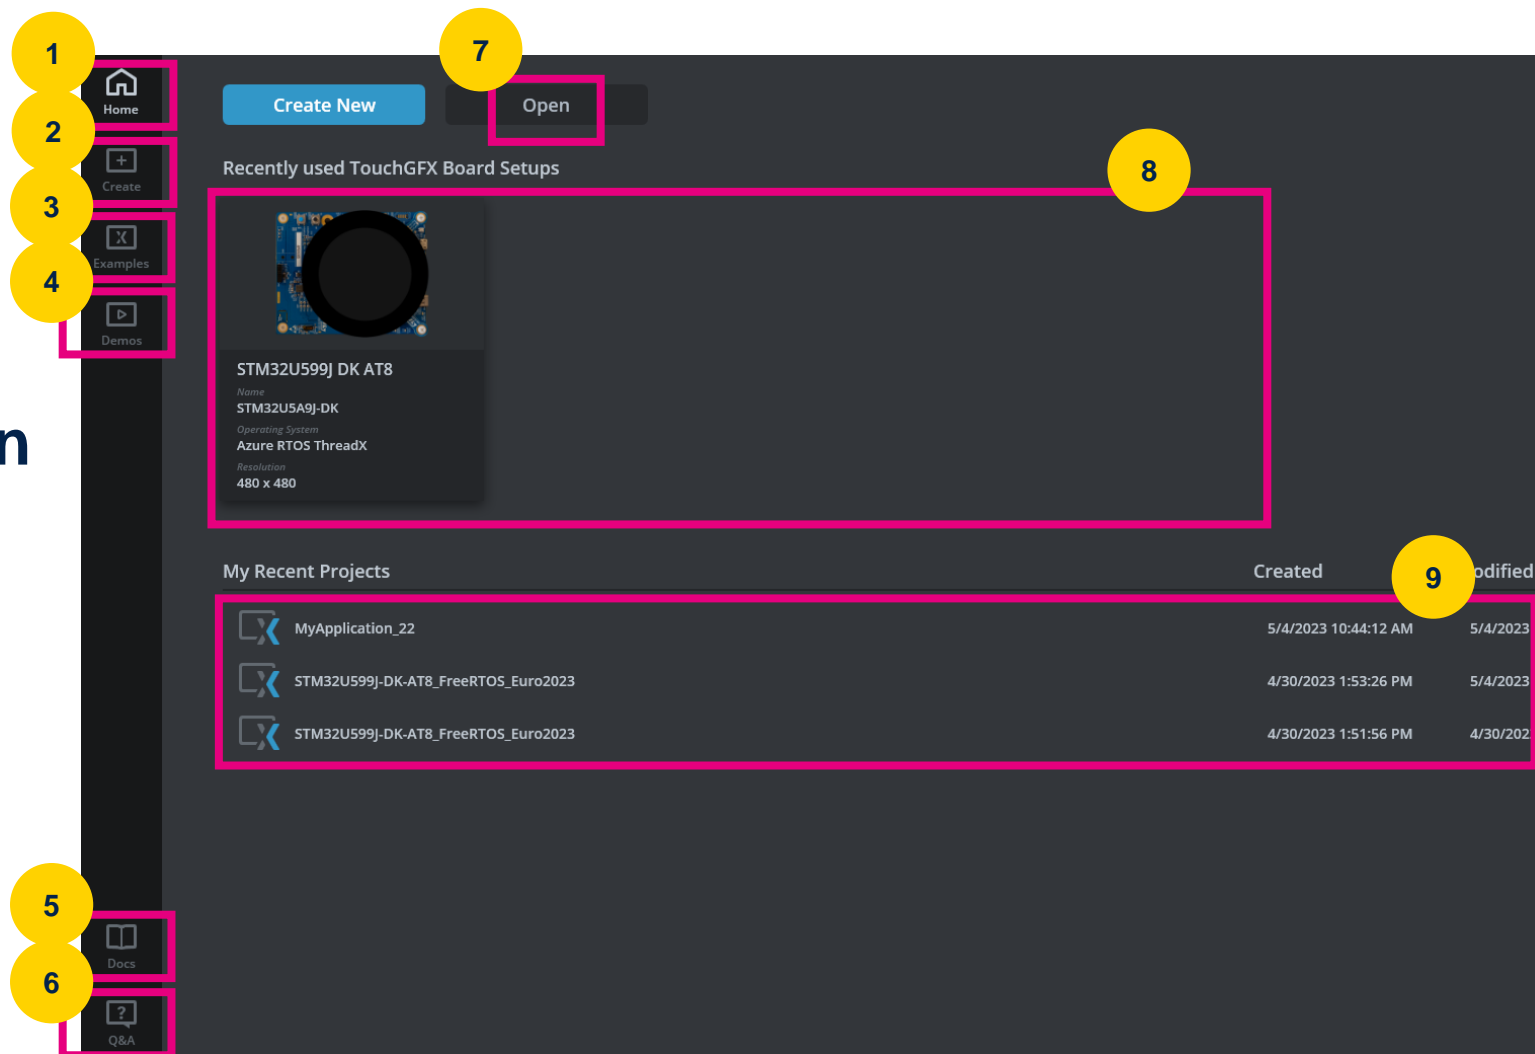 1
Home
2
Create
3
Examples
4
Demos
n
5
Docs
6
Q&A
7
Create New
Open
Recently used TouchGFX Board Setups
8
STM32U599J DK AT8
Name
STM32U5A9J-DK
Operating System
Azure RTOS ThreadX
Resolution
480 x 480
My Recent Projects
Created
9
odified
MyApplication_22
5/4/2023 10:44:12 AM
5/4/2023
STM32U599J-DK-AT8_FreeRTOS_Euro2023
4/30/2023 1:53:26 PM
5/4/2023
STM32U599J-DK-AT8_FreeRTOS_Euro2023
4/30/2023 1:51:56 PM
4/30/202